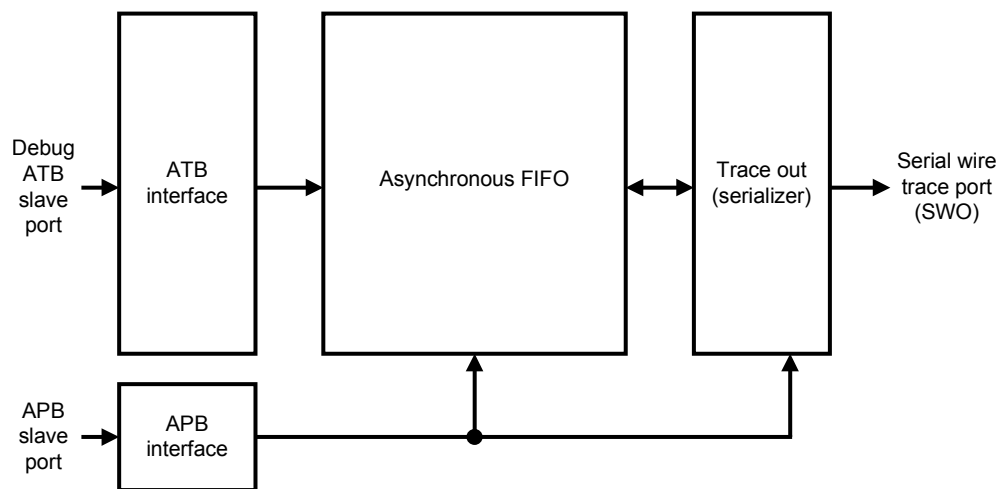 Debug
ATB
slave
port
ATB
interface
Asynchronous FIFO
Trace out
(serializer)
Serial wire
trace port
(SWO)
APB
slave
port
APB
interface